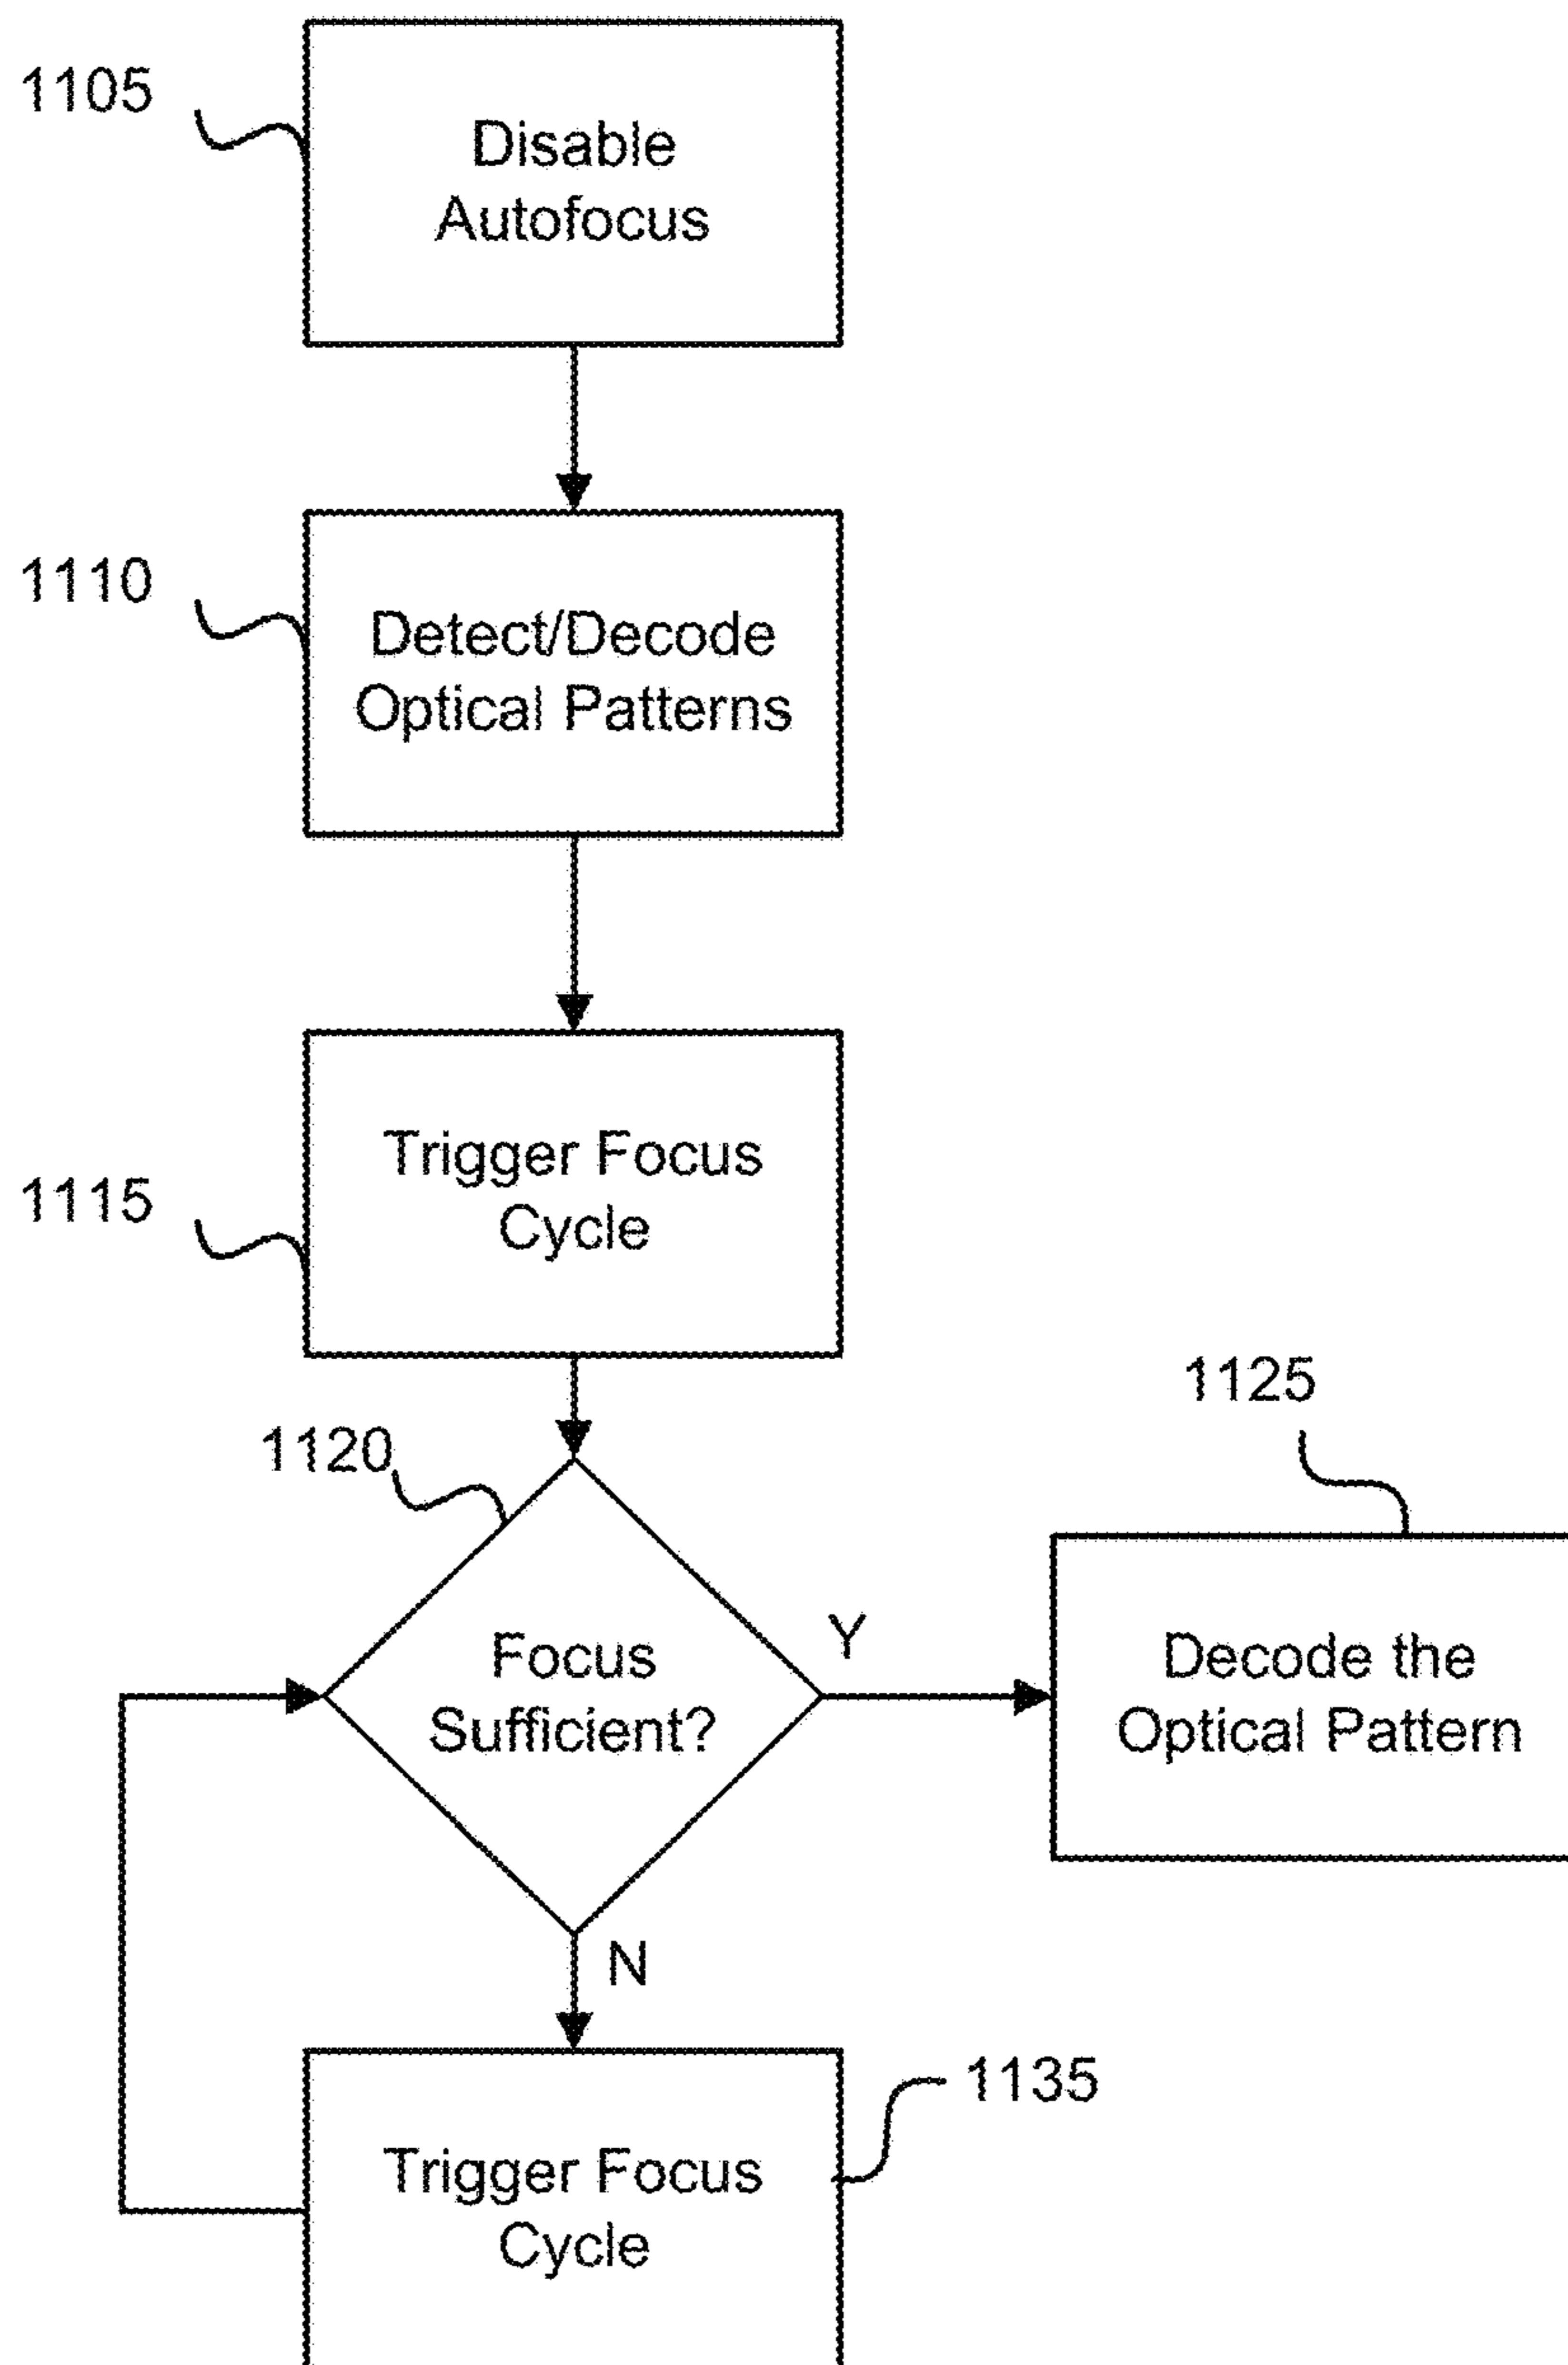 1105
Disable
Autofocus
1110
Detect/Decode
Optical Patterns
Trigger Focus
Cycle
1115
1125
1120
Focus
Sufficient?
Y
Decode the
Optical Pattern
N
1135
Trigger Focus
Cycle